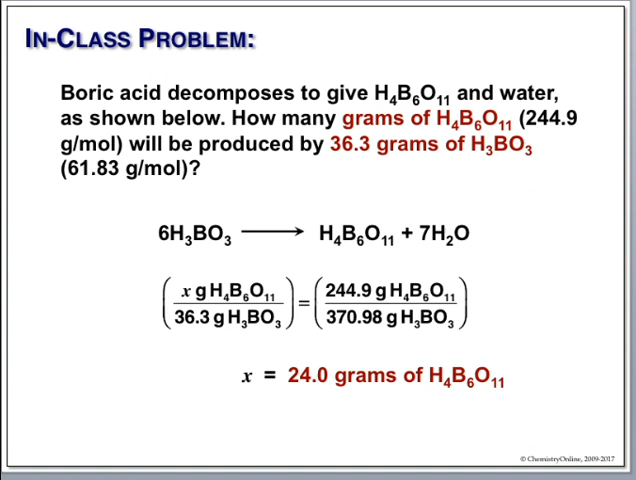 IN-CLASS PROBLEM:
Boric acid decomposes to give H₄B₆O₁₁ and water,
as shown below. How many grams of H₄B₆O₁₁ (244.9
g/mol) will be produced by 36.3 grams of H₃BO₃
(61.83 g/mol)?
6H₃BO₃ ⟶ H₄B₆O₁₁ + 7H₂O
(x g H₄B₆O₁₁ / 36.3 g H₃BO₃) = (244.9 g H₄B₆O₁₁ / 370.98 g H₃BO₃)
x = 24.0 grams of H₄B₆O₁₁
© ChemistryOnline, 2009-2017